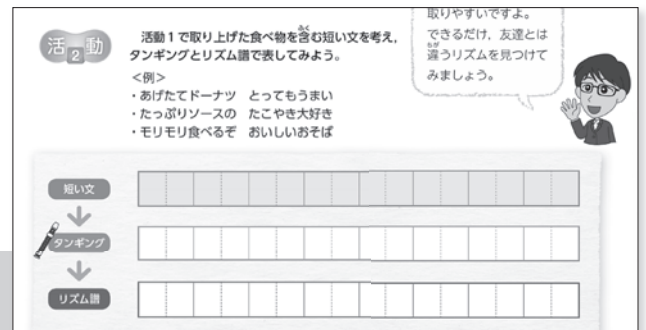 取りやすいですよ。
できるだけ，友達とは
違うリズムを見つけて
みましょう。
活動2
活動１で取り上げた食べ物を含む短い文を考え，
タンギングとリズム譜で表してみよう。
＜例＞
・あげたてドーナツ　とってもうまい
・たっぷりソースの　たこやき大好き
・モリモリ食べるぞ　おいしいおそば
短い文
タンギング
リズム譜